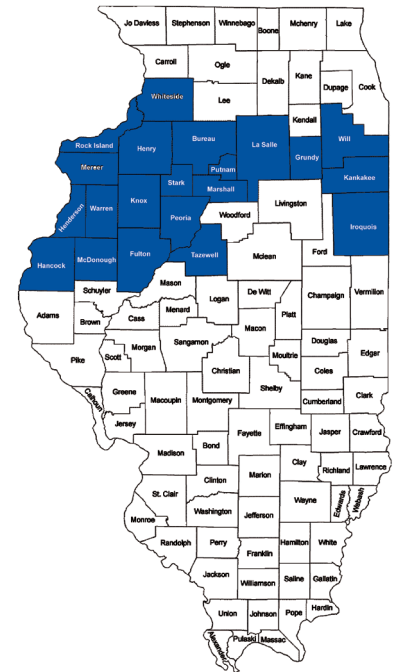 Jo Daviess
Stephenson
Winnebago
Boone
Mchenry
Lake
Carroll
Ogle
Dekalb
Kane
Dupage
Cook
Whiteside
Lee
Kendall
Rock Island
Henry
Bureau
La Salle
Will
Grundy
Mercer
Putnam
Kankakee
Stark
Marshall
Henderson
Warren
Knox
Peoria
Woodford
Livingston
Iroquois
Hancock
McDonough
Fulton
Tazewell
Mclean
Ford
Mason
Schuyler
Logan
De Witt
Champaign
Vermilion
Adams
Brown
Cass
Menard
Macon
Piatt
Pike
Scott
Morgan
Sangamon
Christian
Moultrie
Douglas
Edgar
Coles
Calhoun
Greene
Macoupin
Montgomery
Shelby
Cumberland
Clark
Jersey
Fayette
Effingham
Jasper
Crawford
Madison
Bond
Clay
Richland
Lawrence
Clinton
Marion
St. Clair
Wayne
Edwards
Wabash
Monroe
Washington
Jefferson
Randolph
Perry
Hamilton
White
Franklin
Jackson
Williamson
Saline
Gallatin
Union
Johnson
Pope
Hardin
Alexander
Pulaski
Massac